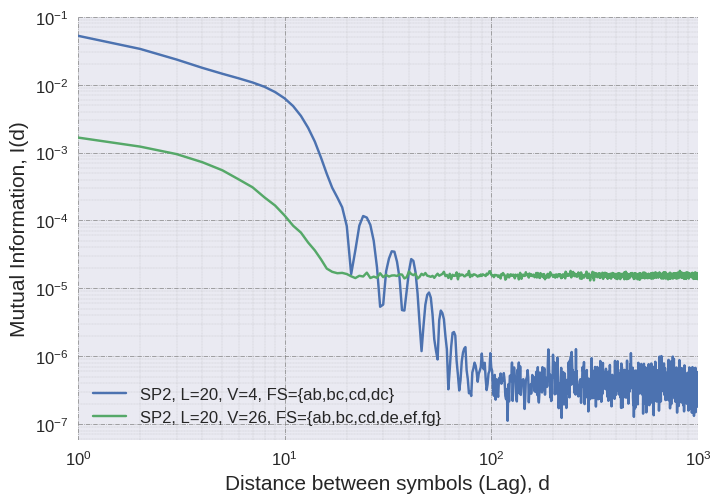 10⁻¹
10⁻²
10⁻³
10⁻⁴
10⁻⁵
10⁻⁶
10⁻⁷
Mutual Information, I(d)
SP2, L=20, V=4, FS={ab,bc,cd,dc}
SP2, L=20, V=26, FS={ab,bc,cd,de,ef,fg}
10⁰ 10¹ 10² 10³
Distance between symbols (Lag), d